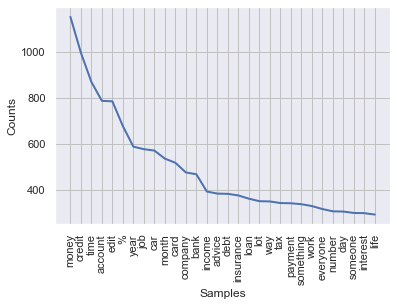 Counts
1000
800
600
400
money
credit
time
account
edit
%
year
job
car
month
card
company
bank
income
advice
debt
insurance
loan
lot
way
tax
payment
something
work
everyone
number
day
someone
interest
life
Samples